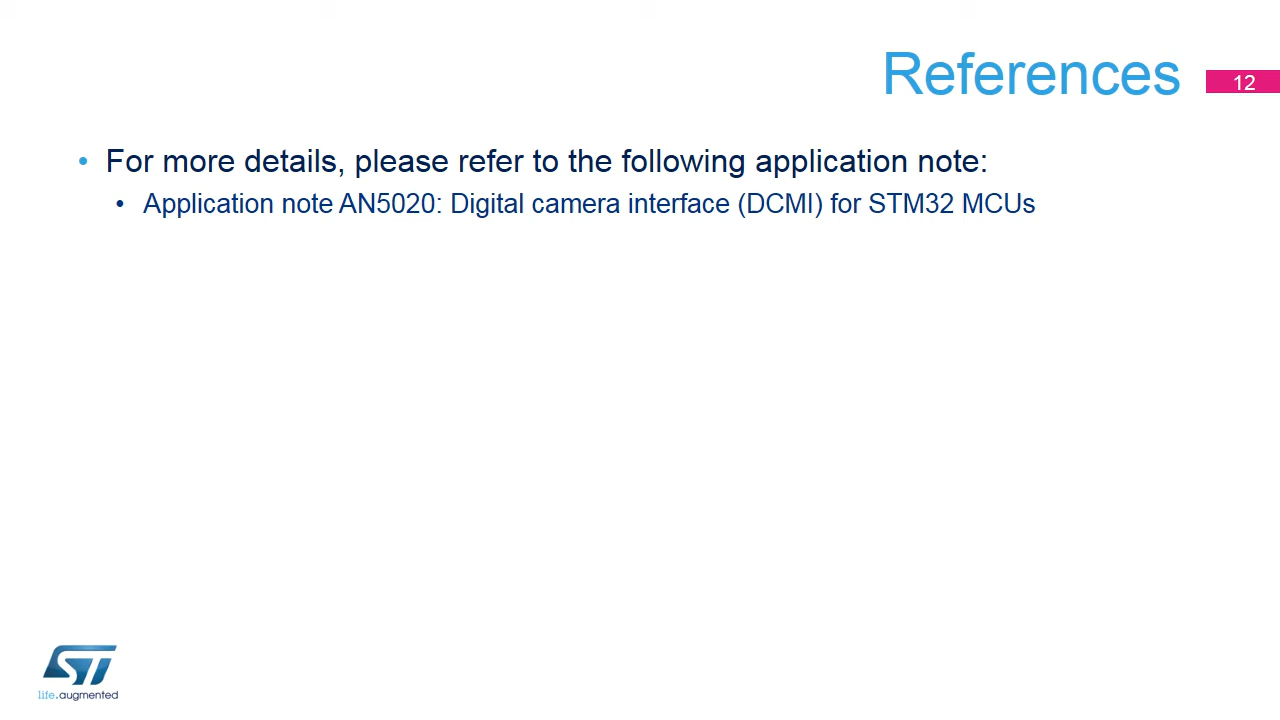 References
12
• For more details, please refer to the following application note:
• Application note AN5020: Digital camera interface (DCMI) for STM32 MCUs
ST
life.augmented